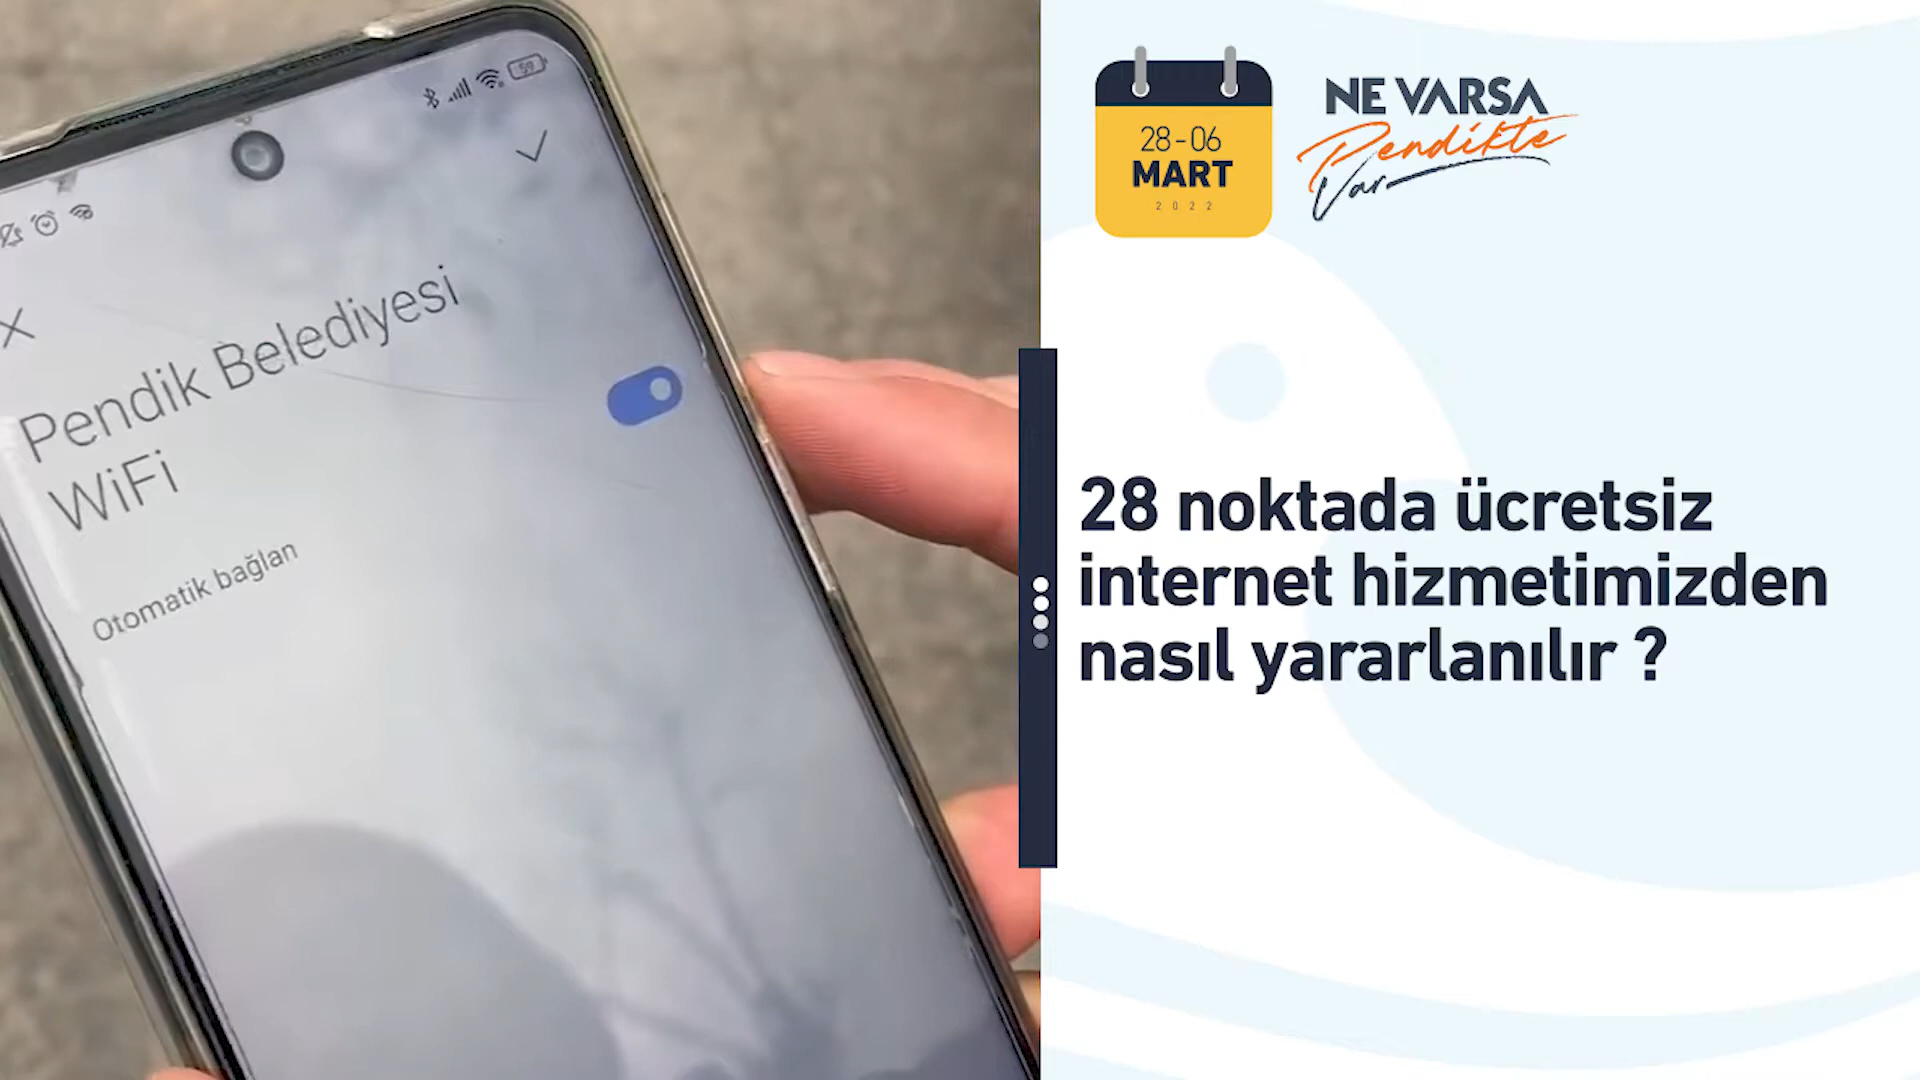 59
Pendik Belediyesi
WiFi
Otomatik bağlan
28-06
MART
2022
NE VARSA
Pendikte
Var
28 noktada ücretsiz
internet hizmetimizden
nasıl yararlanılır ?